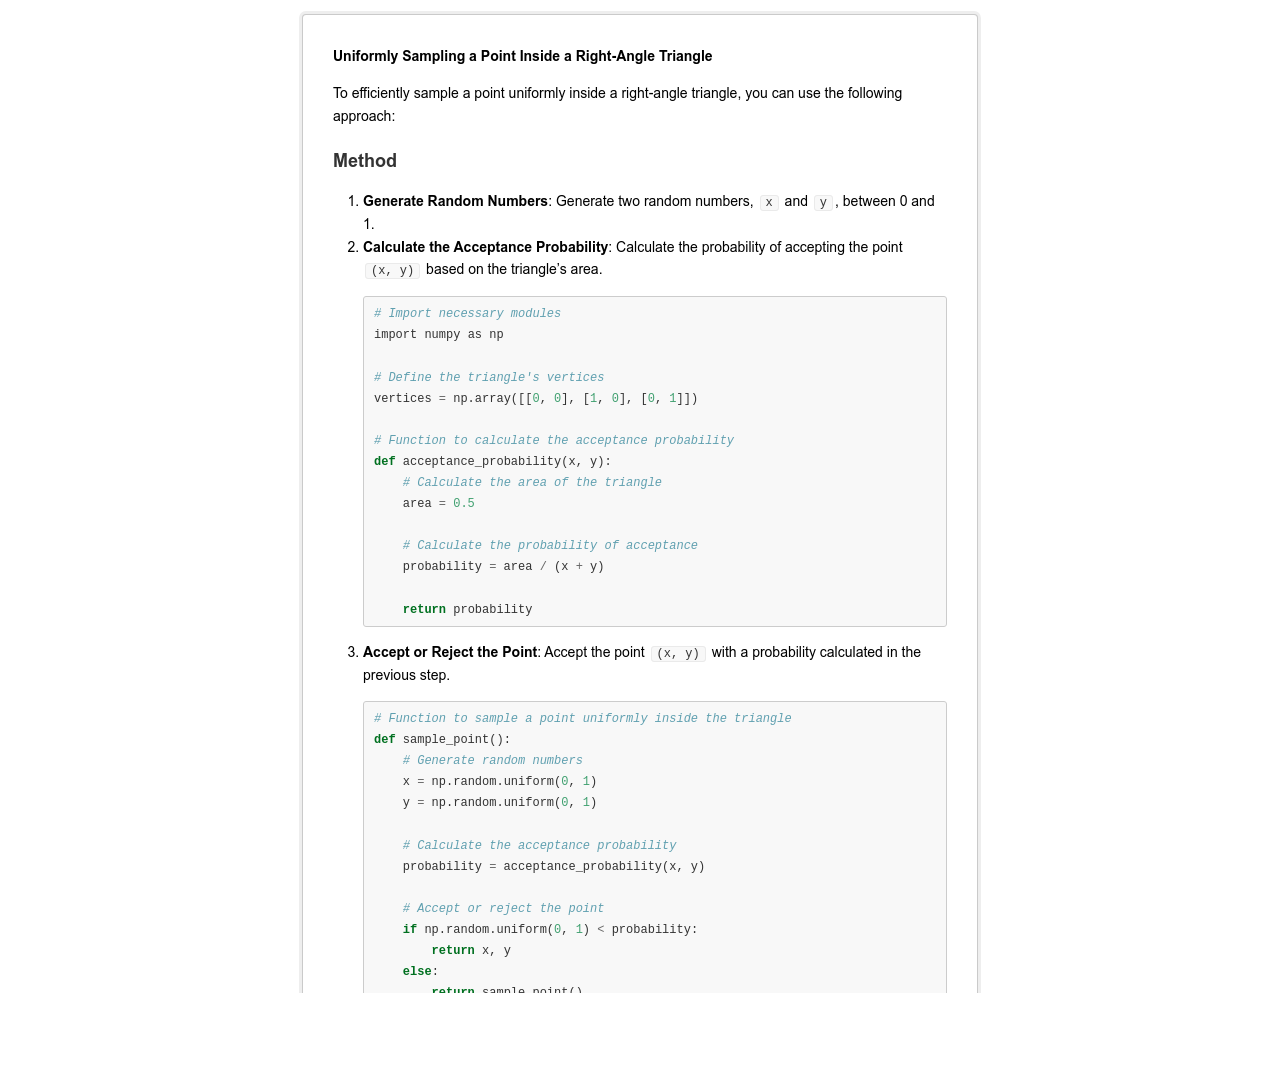 Uniformly Sampling a Point Inside a Right-Angle Triangle
To efficiently sample a point uniformly inside a right-angle triangle, you can use the following
approach:
Method
1. Generate Random Numbers: Generate two random numbers, x and y, between 0 and
1.
2. Calculate the Acceptance Probability: Calculate the probability of accepting the point
(x, y) based on the triangle’s area.
# Import necessary modules
import numpy as np
# Define the triangle's vertices
vertices = np.array([[0, 0], [1, 0], [0, 1]])
# Function to calculate the acceptance probability
def acceptance_probability(x, y):
    # Calculate the area of the triangle
    area = 0.5
    # Calculate the probability of acceptance
    probability = area / (x + y)
    return probability
3. Accept or Reject the Point: Accept the point (x, y) with a probability calculated in the
previous step.
# Function to sample a point uniformly inside the triangle
def sample_point():
    # Generate random numbers
    x = np.random.uniform(0, 1)
    y = np.random.uniform(0, 1)
    # Calculate the acceptance probability
    probability = acceptance_probability(x, y)
    # Accept or reject the point
    if np.random.uniform(0, 1) < probability:
        return x, y
    else:
        return sample_point()